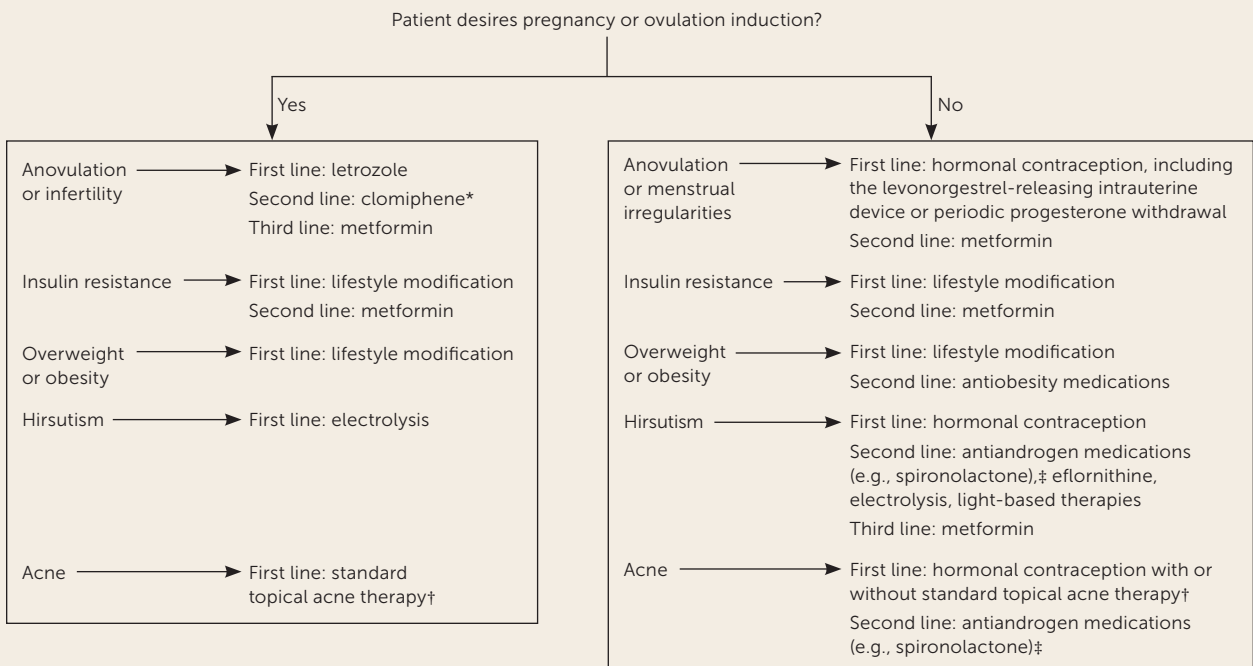 Patient desires pregnancy or ovulation induction?
Yes
Anovulation
or infertility
First line: letrozole
Second line: clomiphene*
Third line: metformin
Insulin resistance
First line: lifestyle modification
Second line: metformin
Overweight
or obesity
First line: lifestyle modification
Hirsutism
First line: electrolysis
Acne
First line: standard
topical acne therapy†
No
Anovulation
or menstrual
irregularities
First line: hormonal contraception, including
the levonorgestrel-releasing intrauterine
device or periodic progesterone withdrawal
Second line: metformin
Insulin resistance
First line: lifestyle modification
Second line: metformin
Overweight
or obesity
First line: lifestyle modification
Second line: antiobesity medications
Hirsutism
First line: hormonal contraception
Second line: antiandrogen medications
(e.g., spironolactone),‡ eflornithine,
electrolysis, light-based therapies
Third line: metformin
Acne
First line: hormonal contraception with or
without standard topical acne therapy†
Second line: antiandrogen medications
(e.g., spironolactone)‡